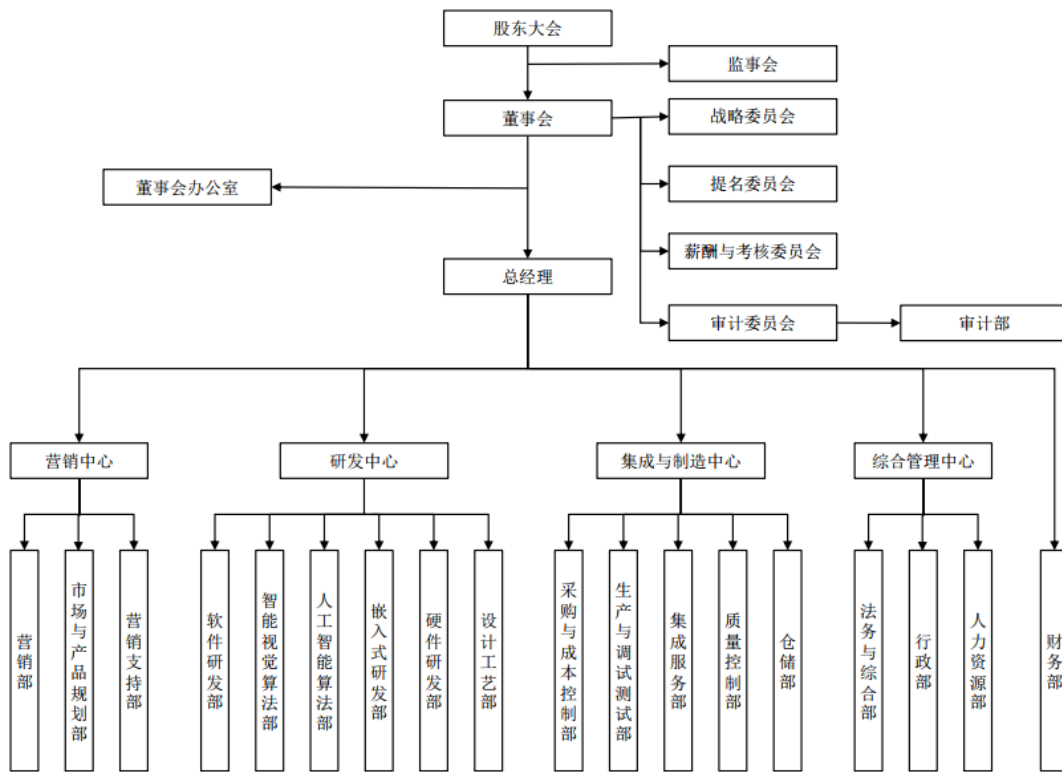 股东大会
监事会
董事会
战略委员会
董事会办公室
提名委员会
薪酬与考核委员会
总经理
审计委员会
审计部
营销中心
研发中心
集成与制造中心
综合管理中心
营销部
市场与产品规划部
营销支持部
软件研发部
智能视觉算法部
人工智能算法部
嵌入式研发部
硬件研发部
设计工艺部
采购与成本控制部
生产与调试测试部
集成服务部
质量控制部
仓储部
法务与综合部
行政部
人力资源部
财务部